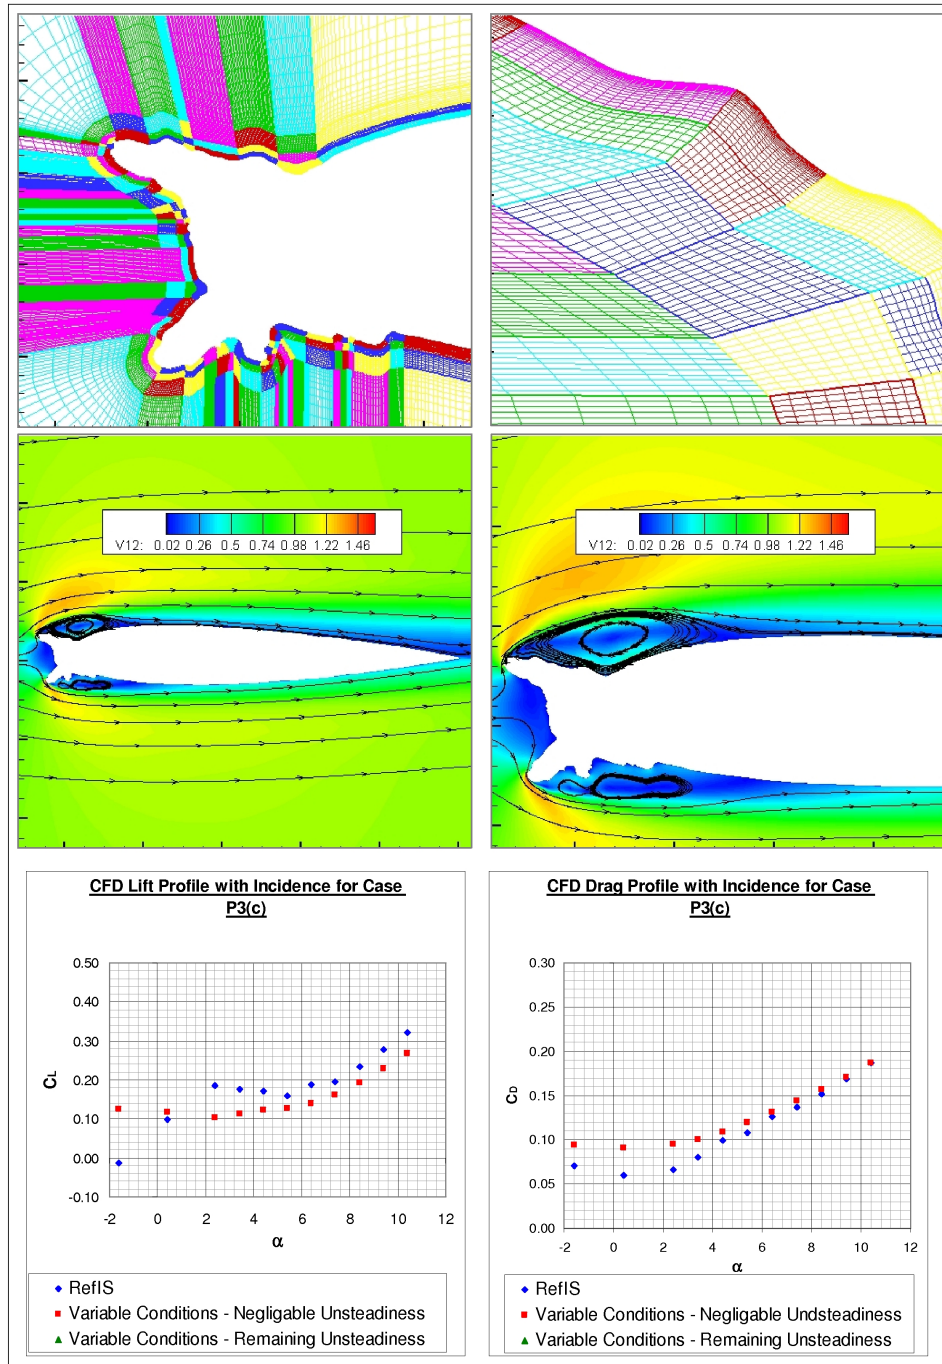 V12: 0.02 0.26 0.5 0.74 0.98 1.22 1.46
V12: 0.02 0.26 0.5 0.74 0.98 1.22 1.46
CFD Lift Profile with Incidence for Case
P3(c)
0.50
0.40
0.30
0.20
0.10
0.00
-0.10
CL
-2 0 2 4 6 8 10 12
α
RefIS
Variable Conditions - Negligable Unsteadiness
Variable Conditions - Remaining Unsteadiness
CFD Drag Profile with Incidence for Case
P3(c)
0.30
0.25
0.20
0.15
0.10
0.05
0.00
CD
-2 0 2 4 6 8 10 12
α
RefIS
Variable Conditions - Negligable Undsteadiness
Variable Conditions - Remaining Unsteadiness